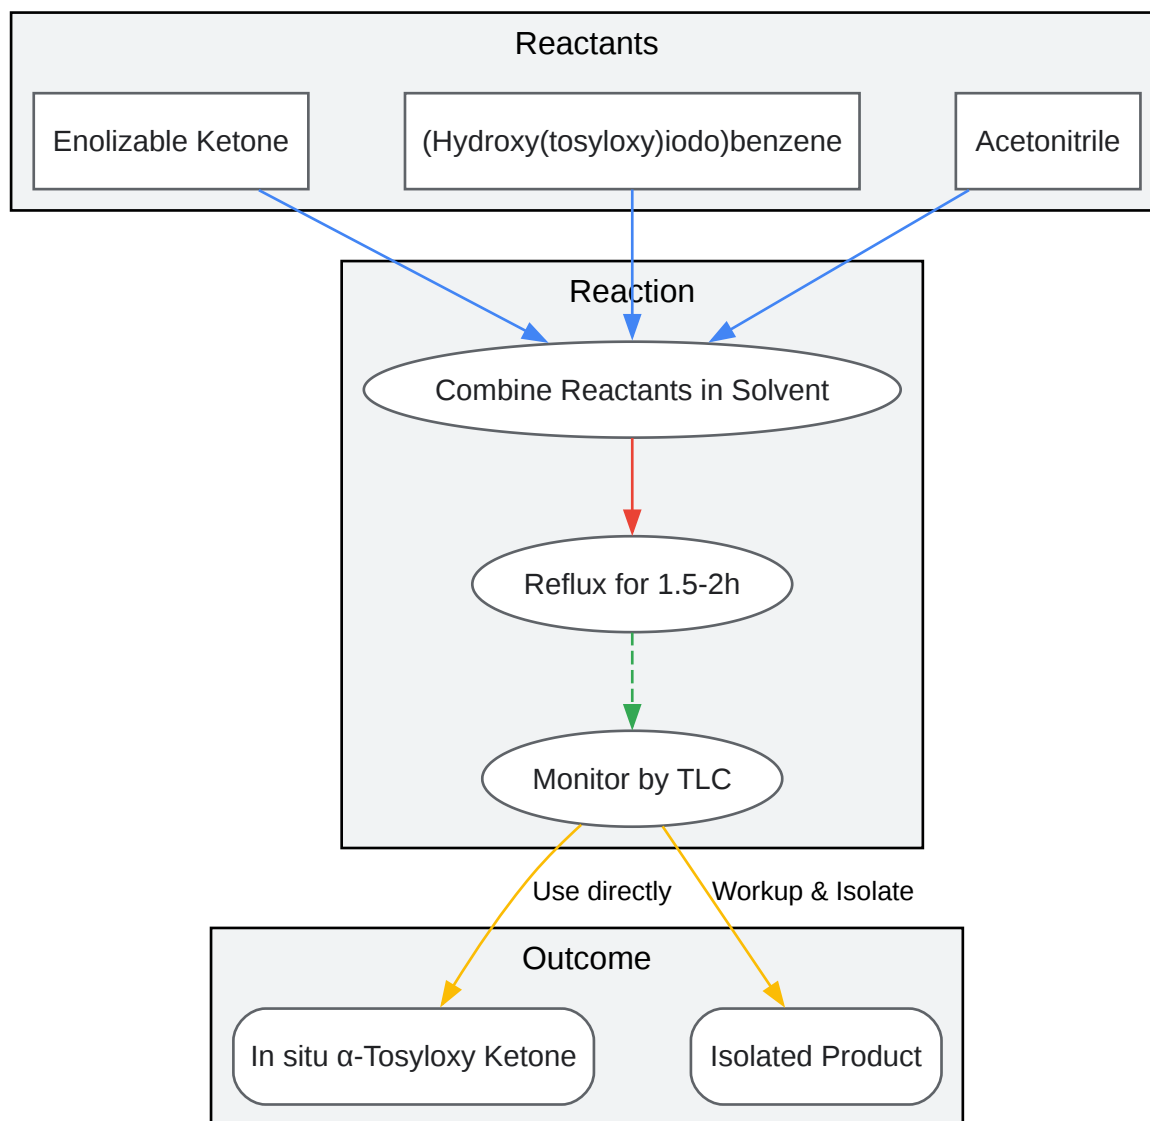 Reactants
Enolizable Ketone
(Hydroxy(tosyloxy)iodo)benzene
Acetonitrile
Reaction
Combine Reactants in Solvent
Reflux for 1.5-2h
Monitor by TLC
Use directly
Workup & Isolate
Outcome
In situ α-Tosyloxy Ketone
Isolated Product